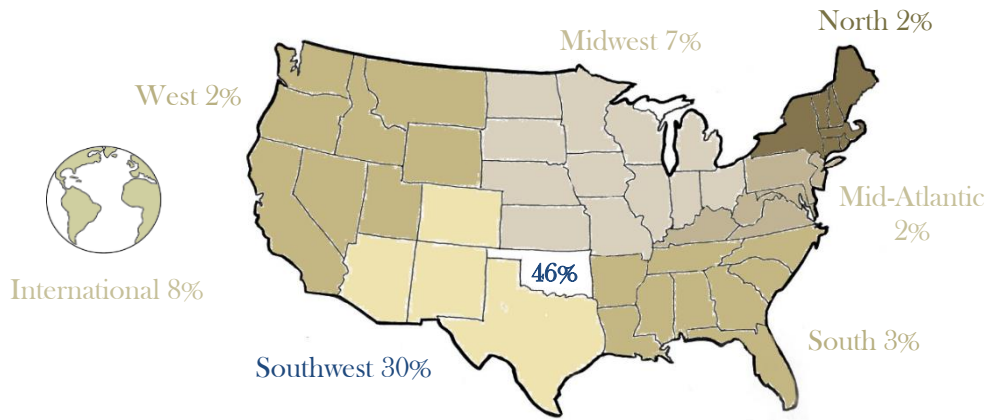 North 2%
Midwest 7%
West 2%
Mid-Atlantic
2%
46%
International 8%
South 3%
Southwest 30%